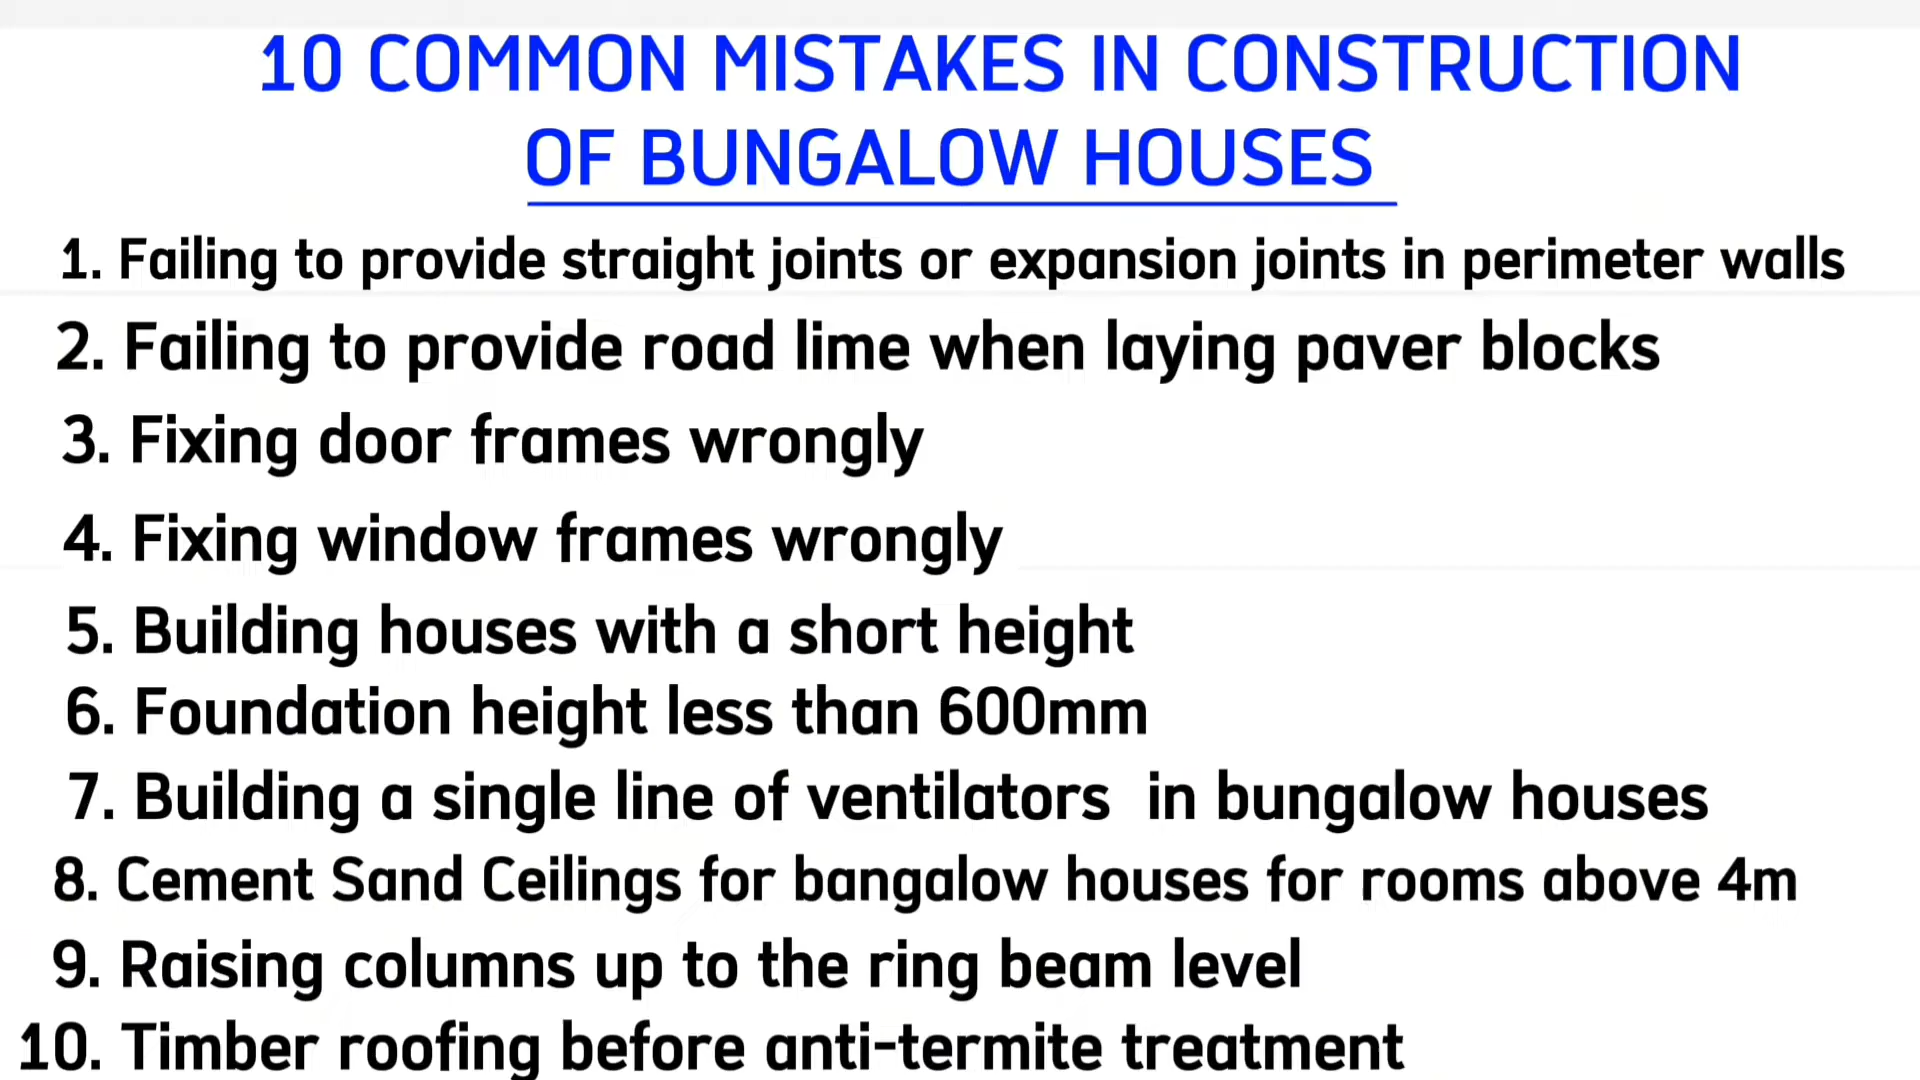 10 COMMON MISTAKES IN CONSTRUCTION
OF BUNGALOW HOUSES
1. Failing to provide straight joints or expansion joints in perimeter walls
2. Failing to provide road lime when laying paver blocks
3. Fixing door frames wrongly
4. Fixing window frames wrongly
5. Building houses with a short height
6. Foundation height less than 600mm
7. Building a single line of ventilators in bungalow houses
8. Cement Sand Ceilings for bangalow houses for rooms above 4m
9. Raising columns up to the ring beam level
10. Timber roofing before anti-termite treatment